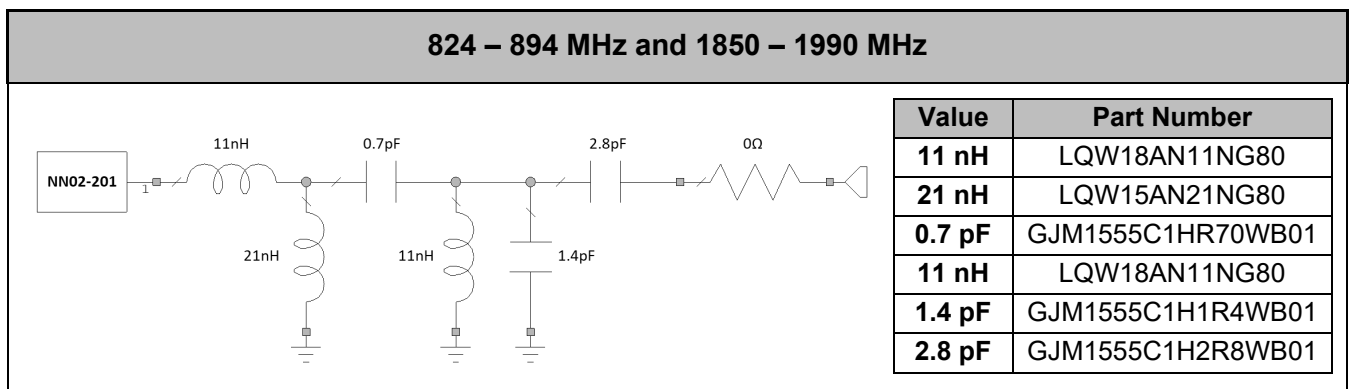 824 – 894 MHz and 1850 – 1990 MHz
11nH 0.7pF 2.8pF 0Ω
NN02-201 1
21nH 11nH 1.4pF
Value Part Number
11 nH LQW18AN11NG80
21 nH LQW15AN21NG80
0.7 pF GJM1555C1HR70WB01
11 nH LQW18AN11NG80
1.4 pF GJM1555C1H1R4WB01
2.8 pF GJM1555C1H2R8WB01